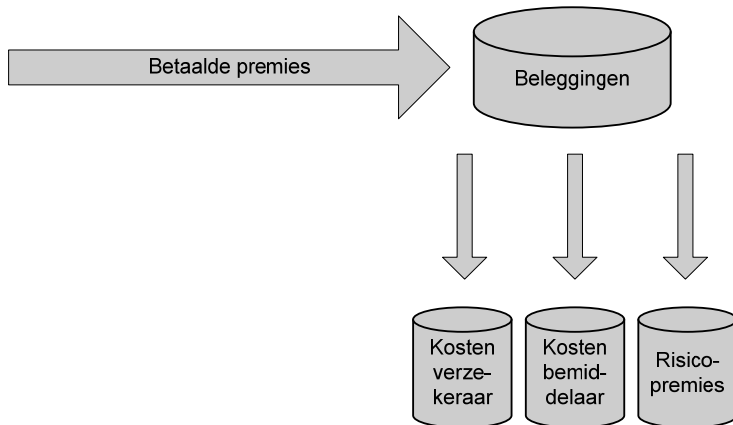 Betaalde premies
Beleggingen
Kosten
verze-
keraar
Kosten
bemid-
delaar
Risico-
premies